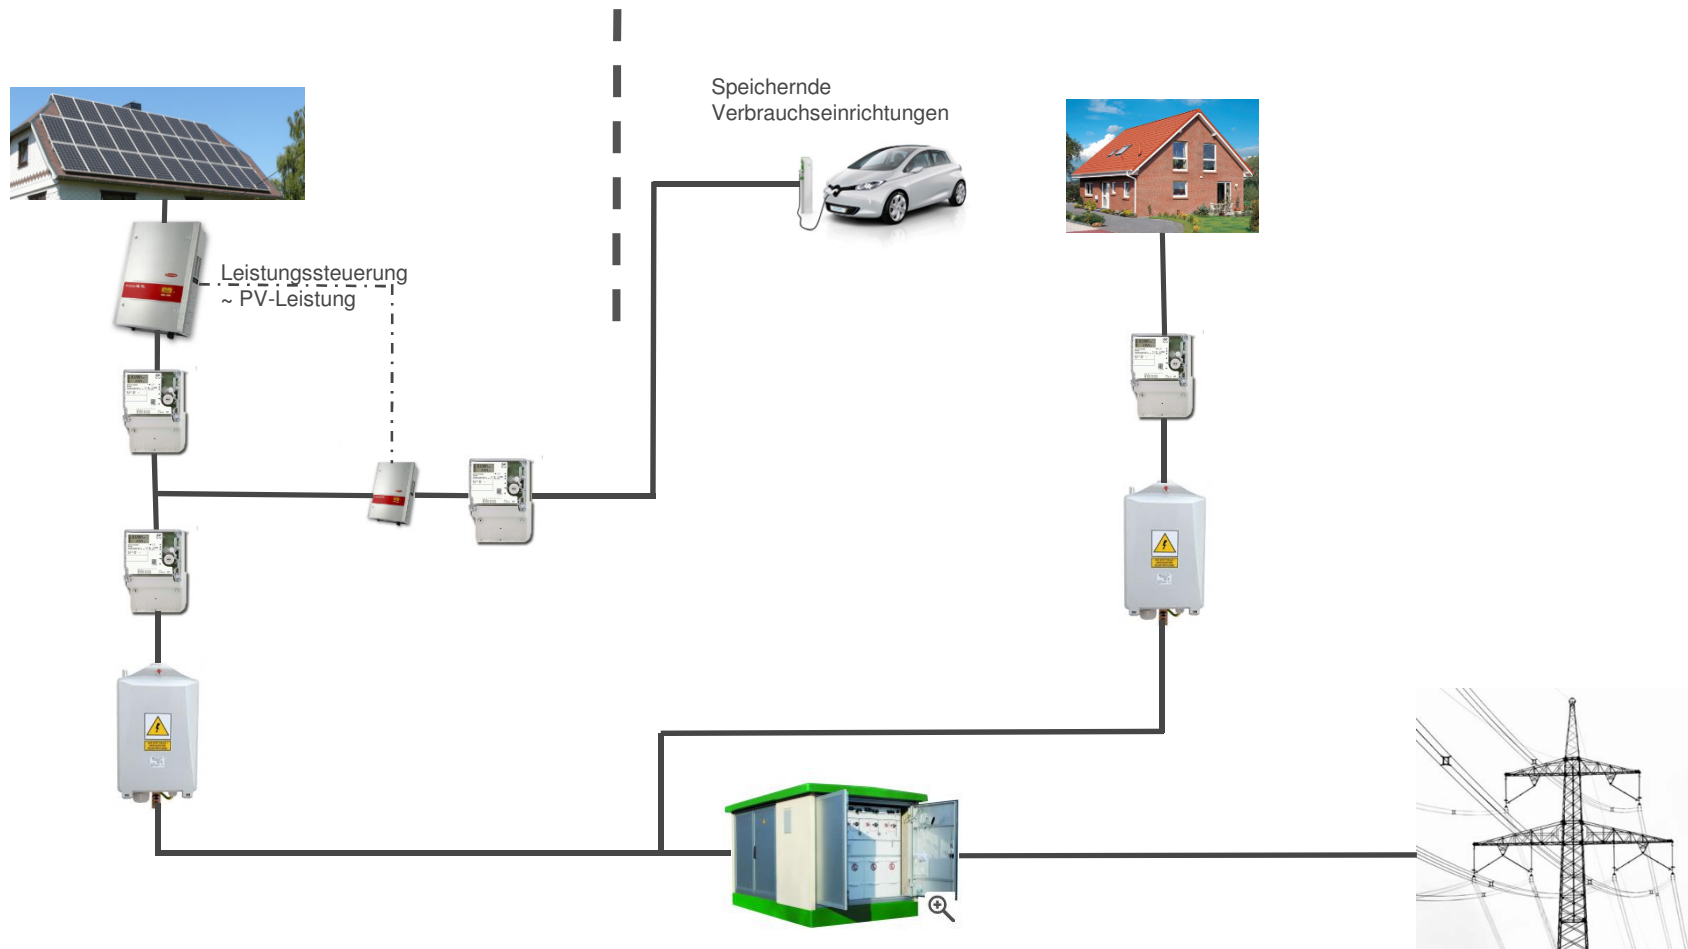 Speichernde
Verbrauchseinrichtungen
Leistungssteuerung
~ PV-Leistung